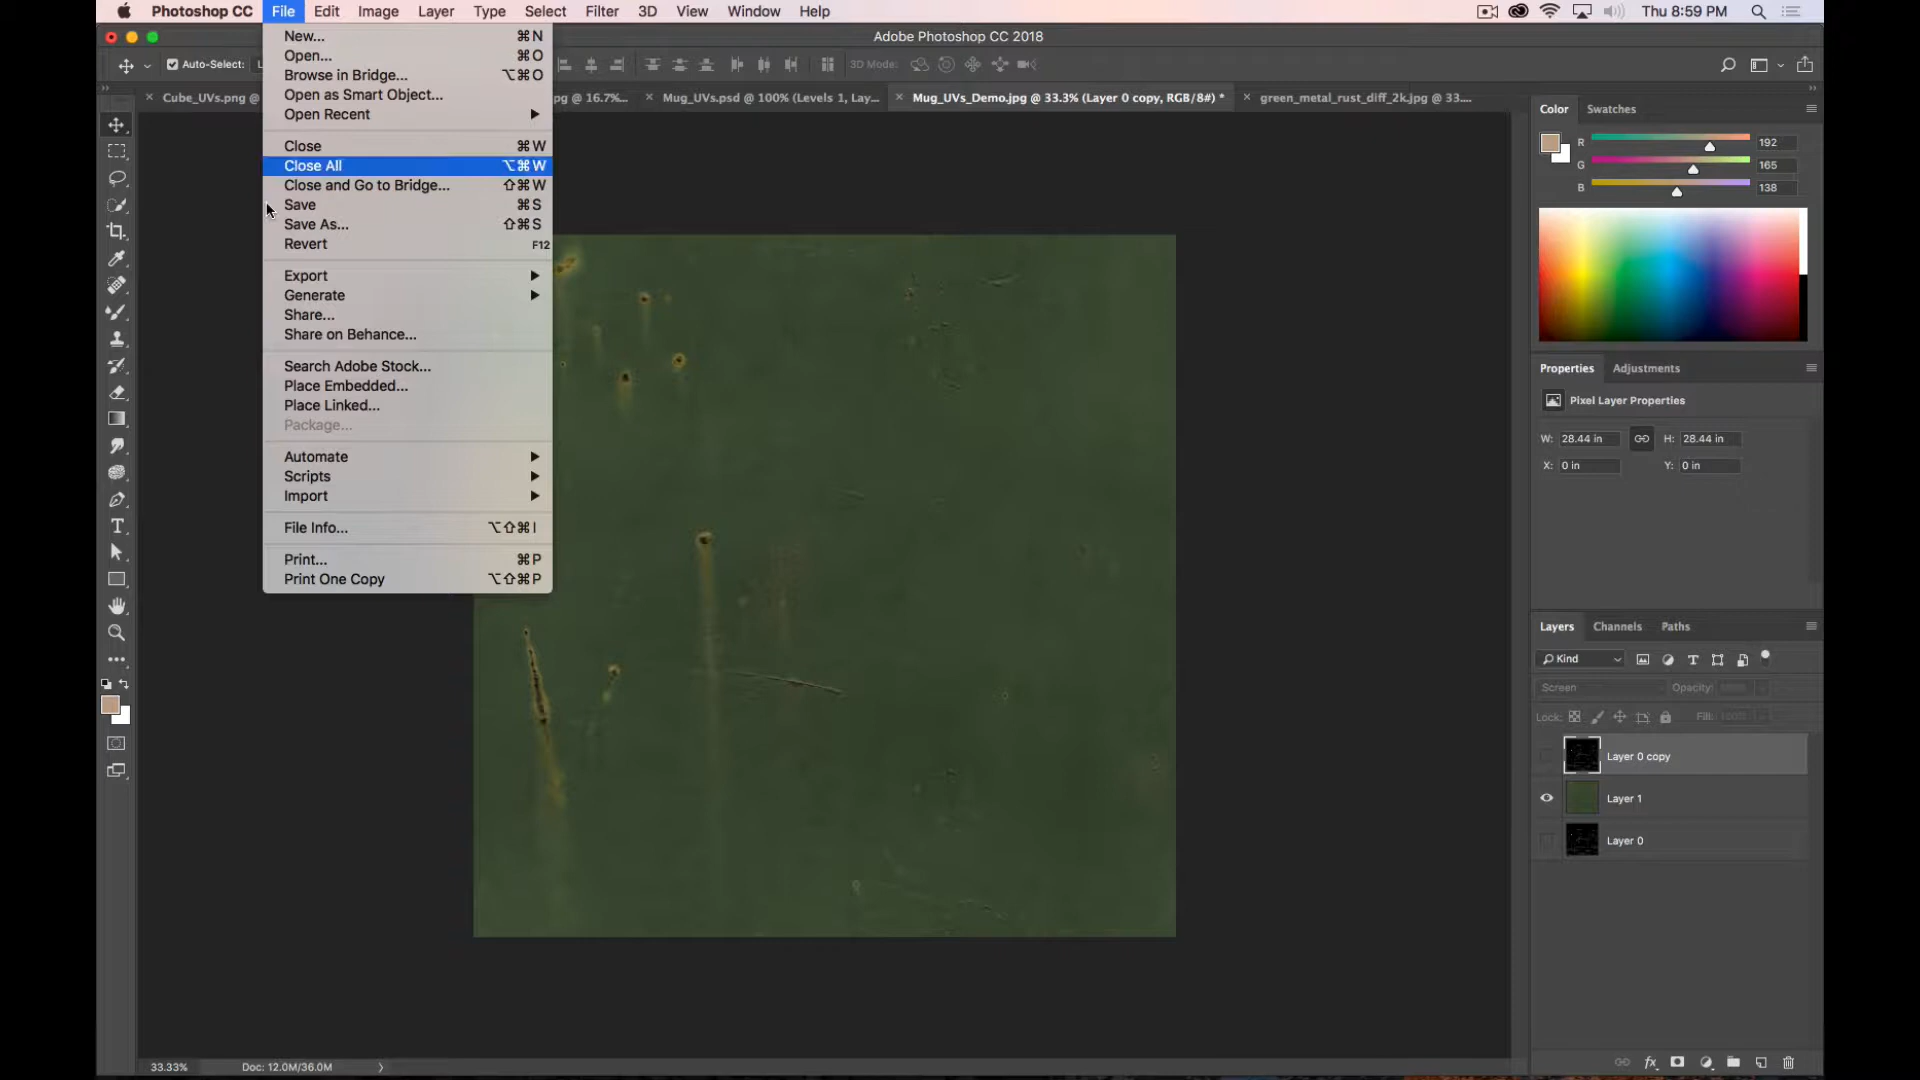 Photoshop CC File Edit Image Layer Type Select Filter 3D View Window Help Thu 8:59 PM
Adobe Photoshop CC 2018
Auto-Select: 3D Mode:
Cube_UVs.png @ pg @ 16.7%... Mug_UVs.psd @ 100% (Levels 1, Lay... Mug_UVs_Demo.jpg @ 33.3% (Layer 0 copy, RGB/8#) * green_metal_rust_diff_2k.jpg @ 33....
New... ⌘N
Open... ⌘O
Browse in Bridge... ⌥⌘O
Open as Smart Object...
Open Recent
Close ⌘W
Close All ⌥⌘W
Close and Go to Bridge... ⇧⌘W
Save ⌘S
Save As... ⇧⌘S
Revert F12
Export
Generate
Share...
Share on Behance...
Search Adobe Stock...
Place Embedded...
Place Linked...
Package...
Automate
Scripts
Import
File Info... ⌥⇧⌘I
Print... ⌘P
Print One Copy ⌥⇧⌘P
Color Swatches
R 192
G 165
B 138
Properties Adjustments
Pixel Layer Properties
W: 28.44 in H: 28.44 in
X: 0 in Y: 0 in
Layers Channels Paths
Kind
Screen Opacity:
Lock: Fill:
Layer 0 copy
Layer 1
Layer 0
33.33% Doc: 12.0M/36.0M